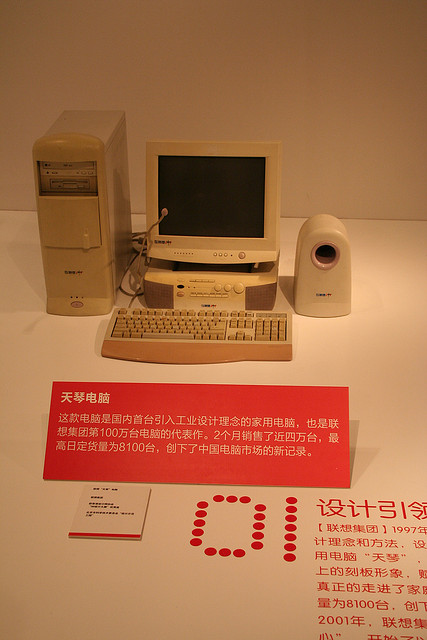 天琴电脑
这款电脑是国内首台引入工业设计理念的家用电脑，也是联
想集团第100万台电脑的代表作。2个月销售了近四万台，最
高日定货量为8100台，创下了中国电脑市场的新记录。
01
设计引领
【联想集团】1997年
计理念和方法，设
用电脑“天琴”，
上的刻板形象，
真正的走进了家庭
量为8100台，创下
2001年，联想集
心”